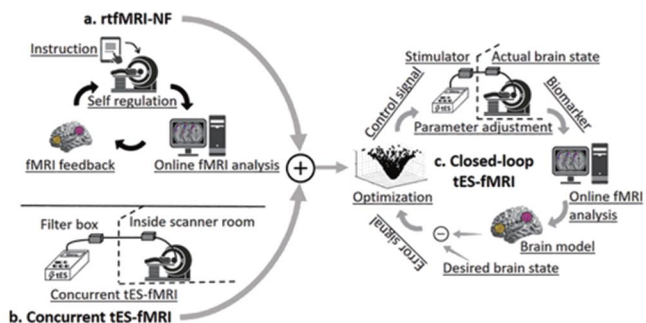 a. rtfMRI-NF
Instruction
Self regulation
fMRI feedback
Online fMRI analysis
Filter box
Inside scanner room
tES
Concurrent tES-fMRI
b. Concurrent tES-fMRI
+
Stimulator
Actual brain state
Control signal
Biomarker
tES
Parameter adjustment
c. Closed-loop
tES-fMRI
Optimization
Online fMRI
analysis
Brain model
Error signal
Desired brain state